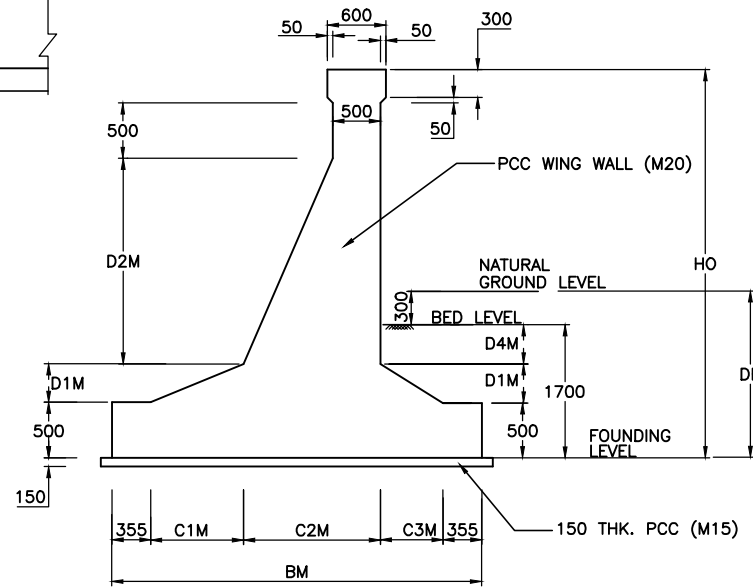 600
300
50
50
500
500
50
PCC WING WALL (M20)
D2M
HO
NATURAL
GROUND LEVEL
300
BED LEVEL
D4M
D1M
D1M
1700
500
500
FOUNDING
LEVEL
150
355
C1M
C2M
C3M
355
150 THK. PCC (M15)
BM